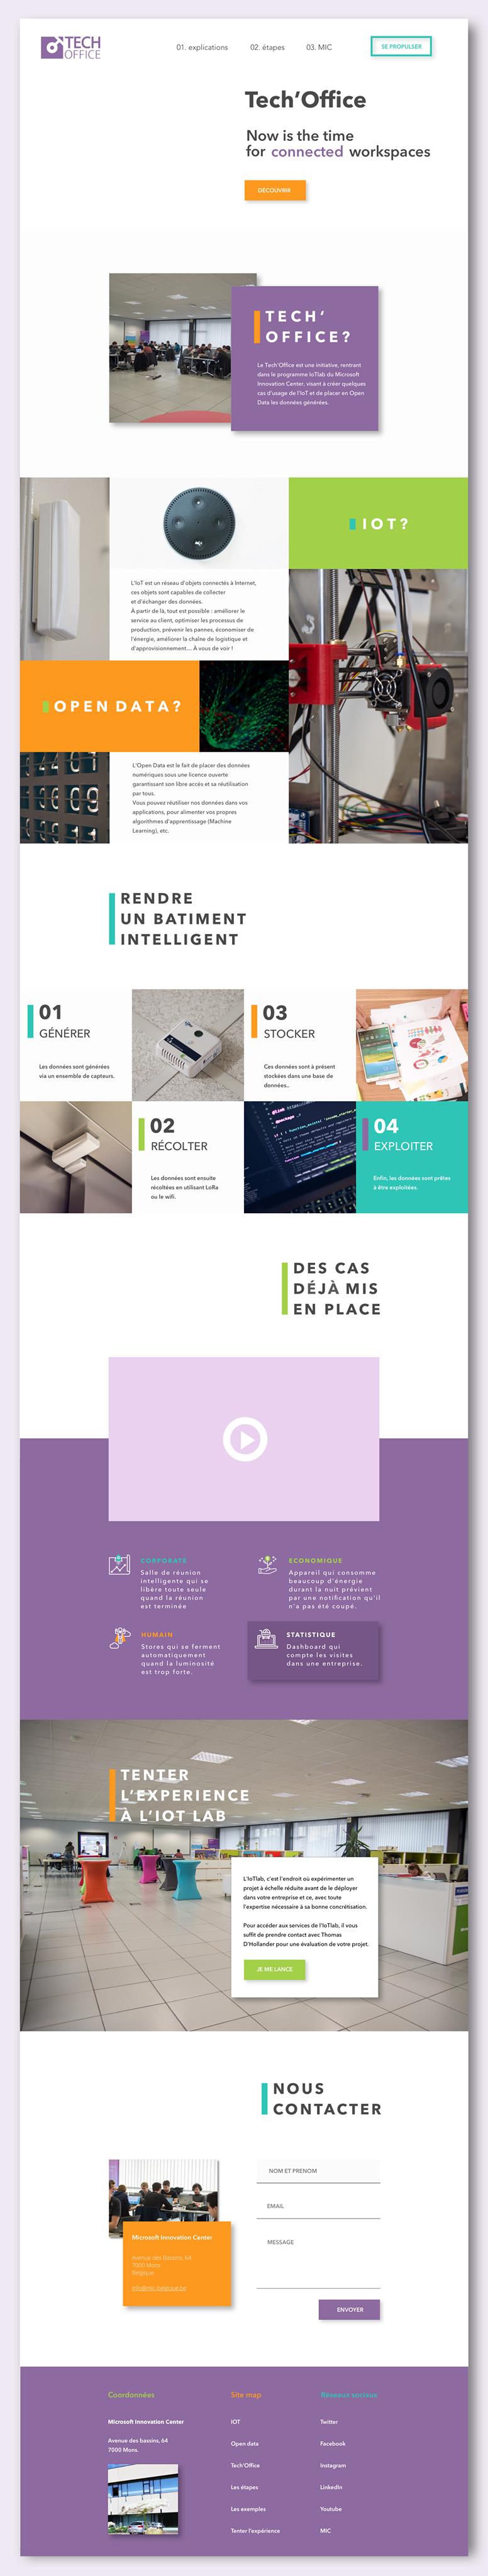 TECH
OFFICE
01. explications
02. étapes
03. MIC
SE PROPULSER
Tech'Office
Now is the time
for connected workspaces
DÉCOUVRIR
TECH'
OFFICE?
Le Tech'Office est une initiative, rentrant
dans le programme IoTlab du Microsoft
Innovation Center, visant à créer quelques
cas d'usage de l'IoT et de placer en Open
Data les données générées.
IOT?
L'IoT est un réseau d'objets connectés à Internet,
ces objets sont capables de collecter
et d'échanger des données.
À partir de là, tout est possible : améliorer le
service au client, optimiser les processus de
production, prévenir les pannes, économiser de
l'énergie, améliorer la chaîne de logistique et
d'approvisionnement... À vous de voir !
OPEN DATA?
L'Open Data est le fait de placer des données
numériques sous une licence ouverte
garantissant son libre accès et sa réutilisation
par tous.
Vous pouvez réutiliser nos données dans vos
applications, pour alimenter vos propres
algorithmes d'apprentissage (Machine
Learning), etc.
RENDRE
UN BATIMENT
INTELLIGENT
01
GÉNÉRER
Les données sont générées
via un ensemble de capteurs.
03
STOCKER
Ces données sont à présent
stockées dans une base de
données..
02
RÉCOLTER
Les données sont ensuite
récoltées en utilisant LoRa
ou le wifi.
04
EXPLOITER
Enfin, les données sont prêtes
à être exploitées.
DES CAS
DÉJÀ MIS
EN PLACE
CORPORATE
Salle de réunion
intelligente qui se
libère toute seule
quand la réunion
est terminée
ECONOMIQUE
Appareil qui consomme
beaucoup d'énergie
durant la nuit prévient
par une notification qu'il
n'a pas été coupé.
HUMAIN
Stores qui se ferment
automatiquement
quand la luminosité
est trop forte.
STATISTIQUE
Dashboard qui
compte les visites
dans une entreprise.
TENTER
L'EXPERIENCE
À L'IOT LAB
L'IoTlab, c'est l'endroit où expérimenter un
projet à échelle réduite avant de le déployer
dans votre entreprise et ce, avec toute
l'expertise nécessaire à sa bonne concrétisation.
Pour accéder aux services de l'IoTlab, il vous
suffit de prendre contact avec Thomas
D'Hollander pour une évaluation de votre projet.
JE ME LANCE
NOUS
CONTACTER
Microsoft Innovation Center
Avenue des Bassins, 64
7000 Mons
Belgique
NOM ET PRENOM
EMAIL
MESSAGE
ENVOYER
Coordonnées
Microsoft Innovation Center
Avenue des bassins, 64
7000 Mons.
Site map
IOT
Open data
Tech'Office
Les étapes
Les exemples
Tenter l'expérience
Réseaux sociaux
Twitter
Facebook
Instagram
LinkedIn
Youtube
MIC